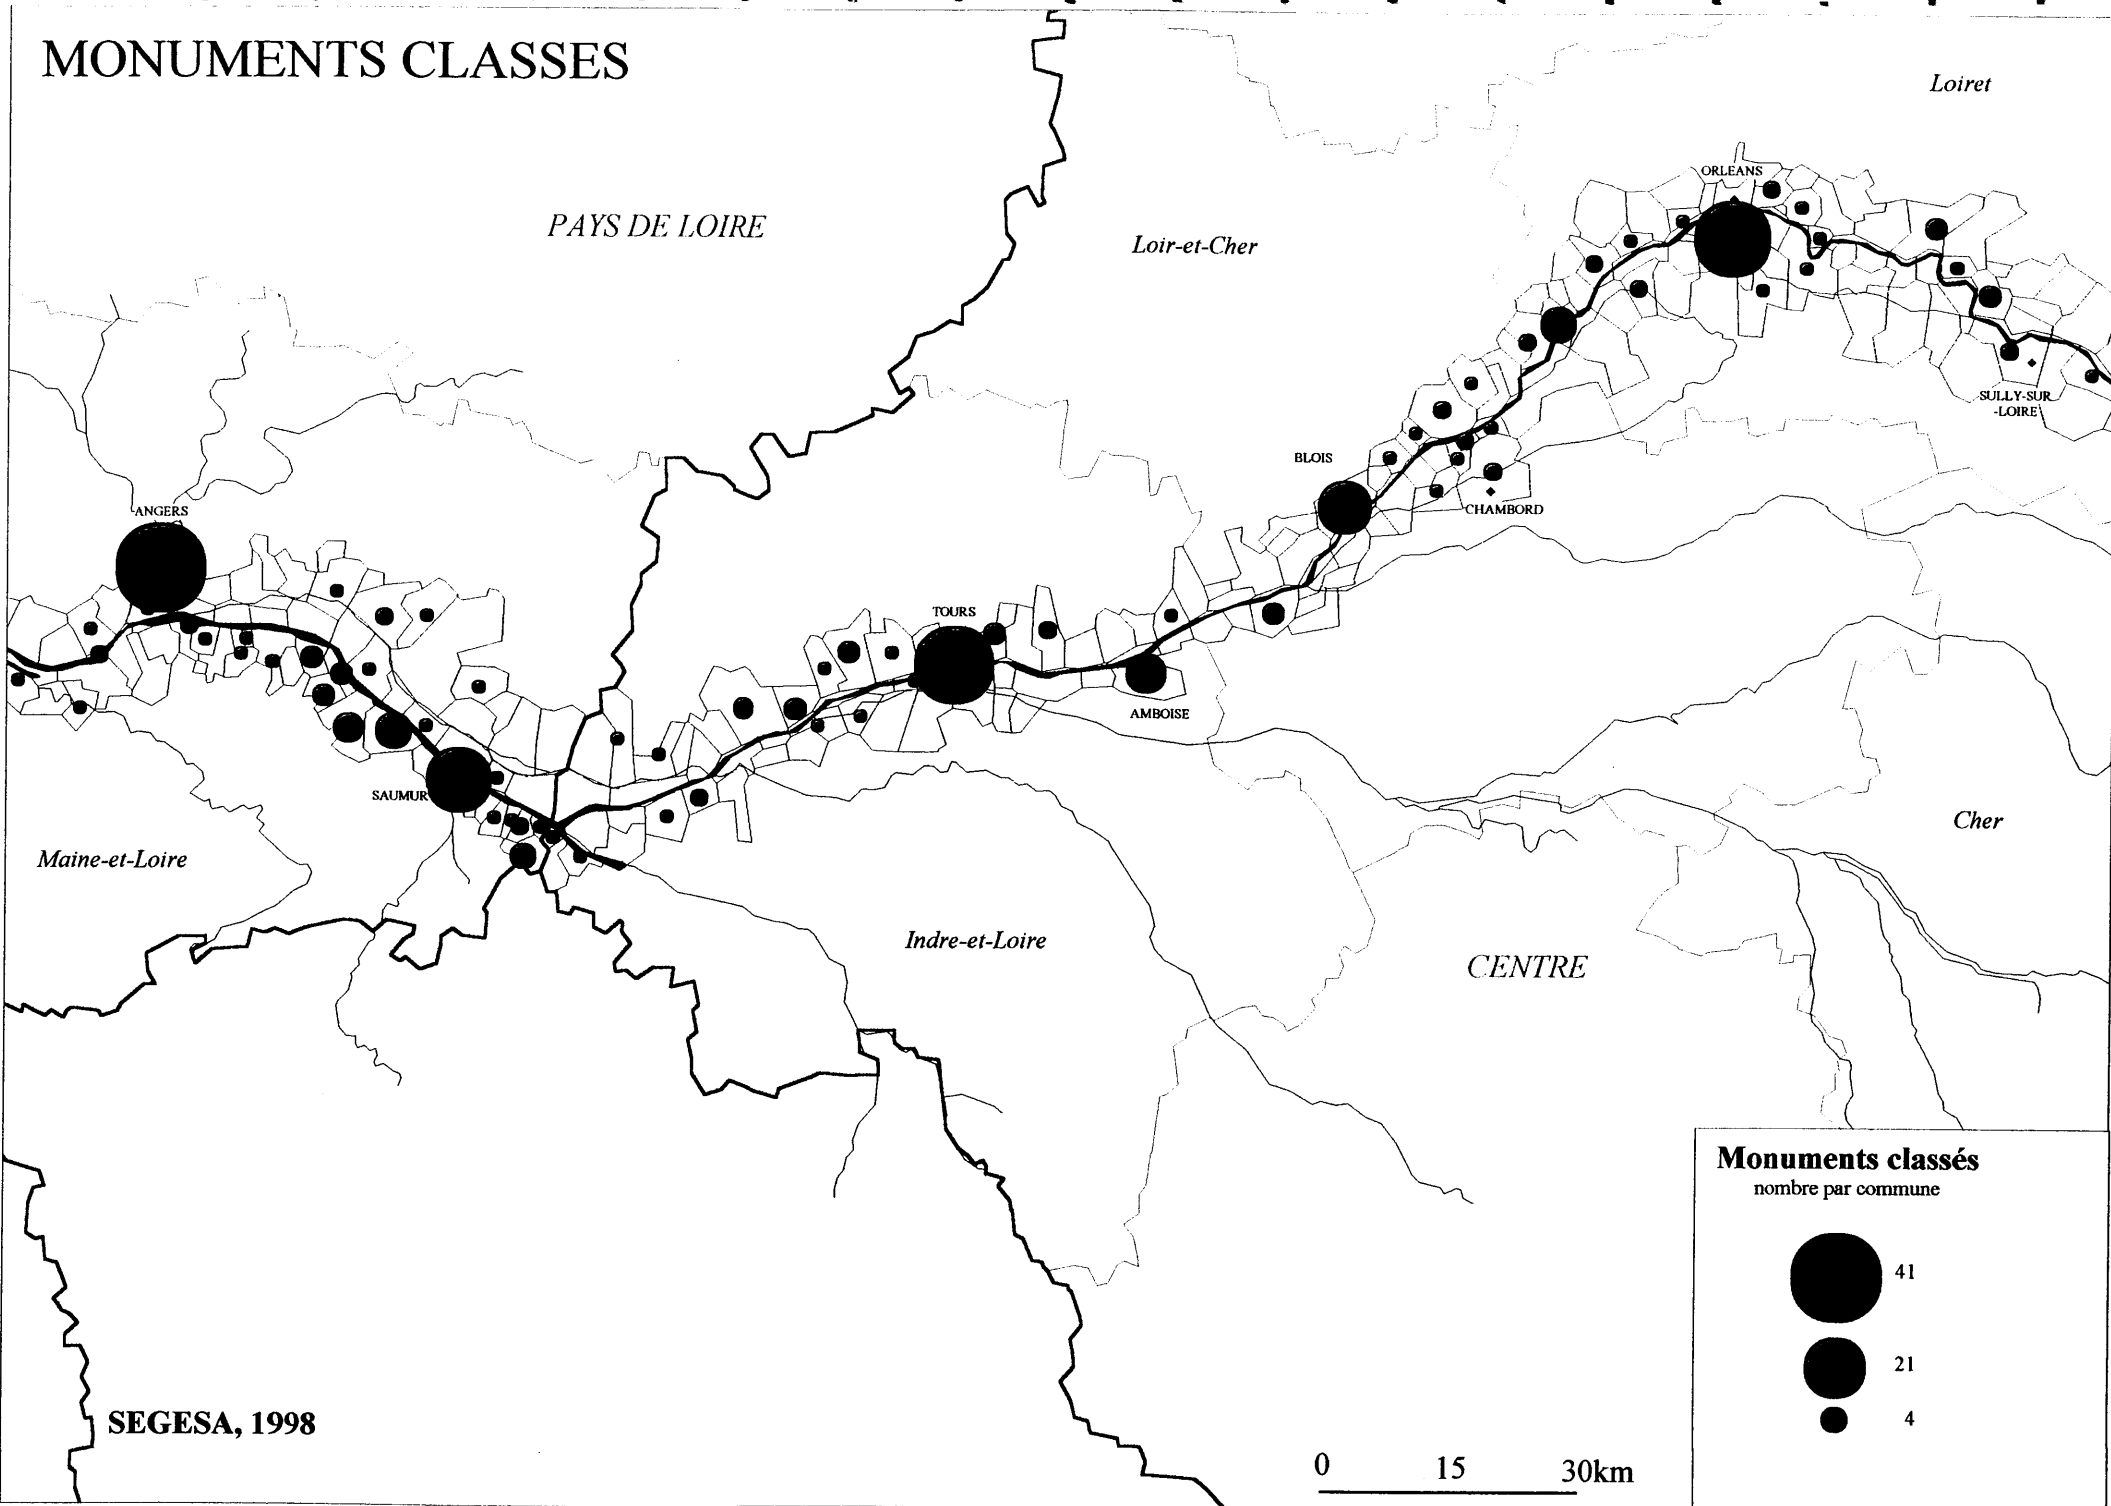 MONUMENTS CLASSES
Loiret
ORLEANS
PAYS DE LOIRE
Loir-et-Cher
SULLY-SUR
-LOIRE
BLOIS
CHAMBORD
ANGERS
TOURS
AMBOISE
SAUMUR
Maine-et-Loire
Cher
Indre-et-Loire
CENTRE
Monuments classés
nombre par commune
41
21
4
SEGESA, 1998
0 15 30km